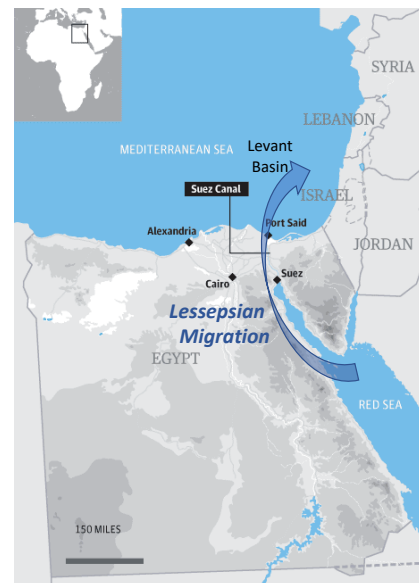 SYRIA
LEBANON
MEDITERRANEAN SEA
Levant
Basin
Suez Canal
ISRAEL
Alexandria
Port Said
JORDAN
Cairo
Suez
Lessepsian
Migration
EGYPT
RED SEA
150 MILES